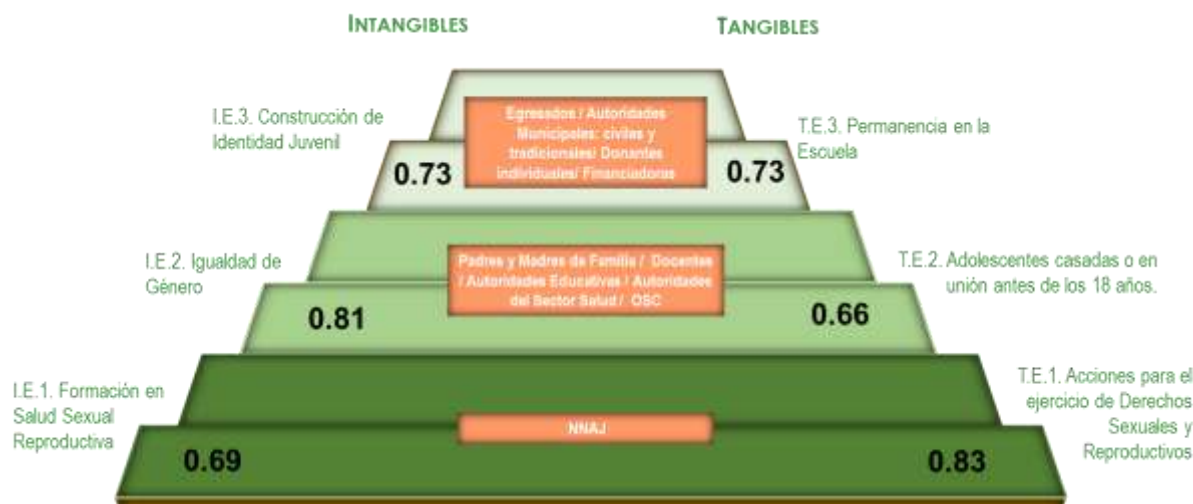 INTANGIBLES
TANGIBLES
I.E.3. Construcción de
Identidad Juvenil
Egresados / Autoridades
Municipales: civiles y
tradicionales/ Donantes
individuales/ Financiadoras
T.E.3. Permanencia en la
Escuela
0.73
0.73
I.E.2. Igualdad de
Género
Padres y Madres de Familia / Docentes
/ Autoridades Educativas / Autoridades
del Sector Salud / OSC
T.E.2. Adolescentes casadas o en
unión antes de los 18 años.
0.81
0.66
I.E.1. Formación en
Salud Sexual
Reproductiva
NNAJ
T.E.1. Acciones para el
ejercicio de Derechos
Sexuales y
Reproductivos
0.69
0.83